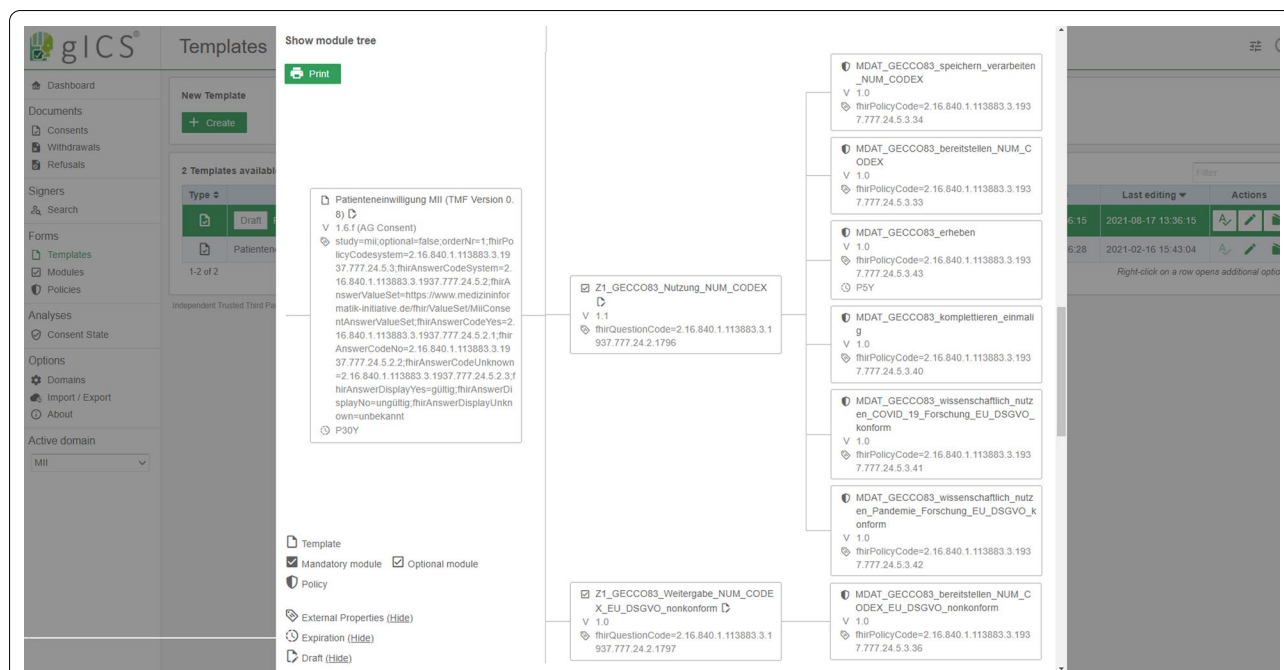 gICS®
Templates
Dashboard
Documents
Consents
Withdrawals
Refusals
Signers
Search
Forms
Templates
Modules
Policies
Analyses
Consent State
Options
Domains
Import / Export
About
Active domain
MII
New Template
+ Create
2 Templates availabl
Type
Draft
Patienten
1-2 of 2
Independent Trusted Third Pa
Show module tree
Print
Patienteneinwilligung MII (TMF Version 0.
8)
V 1.6.f (AG Consent)
study=mii;optional=false;orderNr=1;fhirPo
licyCodesystem=2.16.840.1.113883.3.19
37.777.24.5.3;fhirAnswerCodeSystem=2.
16.840.1.113883.3.1937.777.24.5.2;fhirA
nswerValueSet=https://www.medizininfor
matik-initiative.de/fhir/ValueSet/MiiConse
ntAnswerValueSet;fhirAnswerCodeYes=2.
16.840.1.113883.3.1937.777.24.5.2.1;fhir
AnswerCodeNo=2.16.840.1.113883.3.19
37.777.24.5.2.2;fhirAnswerCodeUnknown
=2.16.840.1.113883.3.1937.777.24.5.2.3;f
hirAnswerDisplayYes=gültig;fhirAnswerDi
splayNo=ungültig;fhirAnswerDisplayUnkn
own=unbekannt
P30Y
Template
Mandatory module Optional module
Policy
External Properties (Hide)
Expiration (Hide)
Draft (Hide)
Z1_GECCO83_Nutzung_NUM_CODEX
V 1.1
fhirQuestionCode=2.16.840.1.113883.3.1
937.777.24.2.1796
Z1_GECCO83_Weitergabe_NUM_CODE
X_EU_DSGVO_nonkonform
V 1.0
fhirQuestionCode=2.16.840.1.113883.3.1
937.777.24.2.1797
MDAT_GECCO83_speichern_verarbeiten
_NUM_CODEX
V 1.0
fhirPolicyCode=2.16.840.1.113883.3.193
7.777.24.5.3.34
MDAT_GECCO83_bereitstellen_NUM_C
ODEX
V 1.0
fhirPolicyCode=2.16.840.1.113883.3.193
7.777.24.5.3.33
MDAT_GECCO83_erheben
V 1.0
fhirPolicyCode=2.16.840.1.113883.3.193
7.777.24.5.3.43
P5Y
MDAT_GECCO83_komplettieren_einmali
g
V 1.0
fhirPolicyCode=2.16.840.1.113883.3.193
7.777.24.5.3.40
MDAT_GECCO83_wissenschaftlich_nutz
en_COVID_19_Forschung_EU_DSGVO_
konform
V 1.0
fhirPolicyCode=2.16.840.1.113883.3.193
7.777.24.5.3.41
MDAT_GECCO83_wissenschaftlich_nutz
en_Pandemie_Forschung_EU_DSGVO_k
onform
V 1.0
fhirPolicyCode=2.16.840.1.113883.3.193
7.777.24.5.3.42
MDAT_GECCO83_bereitstellen_NUM_C
ODEX_EU_DSGVO_nonkonform
V 1.0
fhirPolicyCode=2.16.840.1.113883.3.193
7.777.24.5.3.36
Filter
Last editing Actions
6:15 2021-08-17 13:36:15
6:28 2021-02-16 15:43:04
Right-click on a row opens additional optio